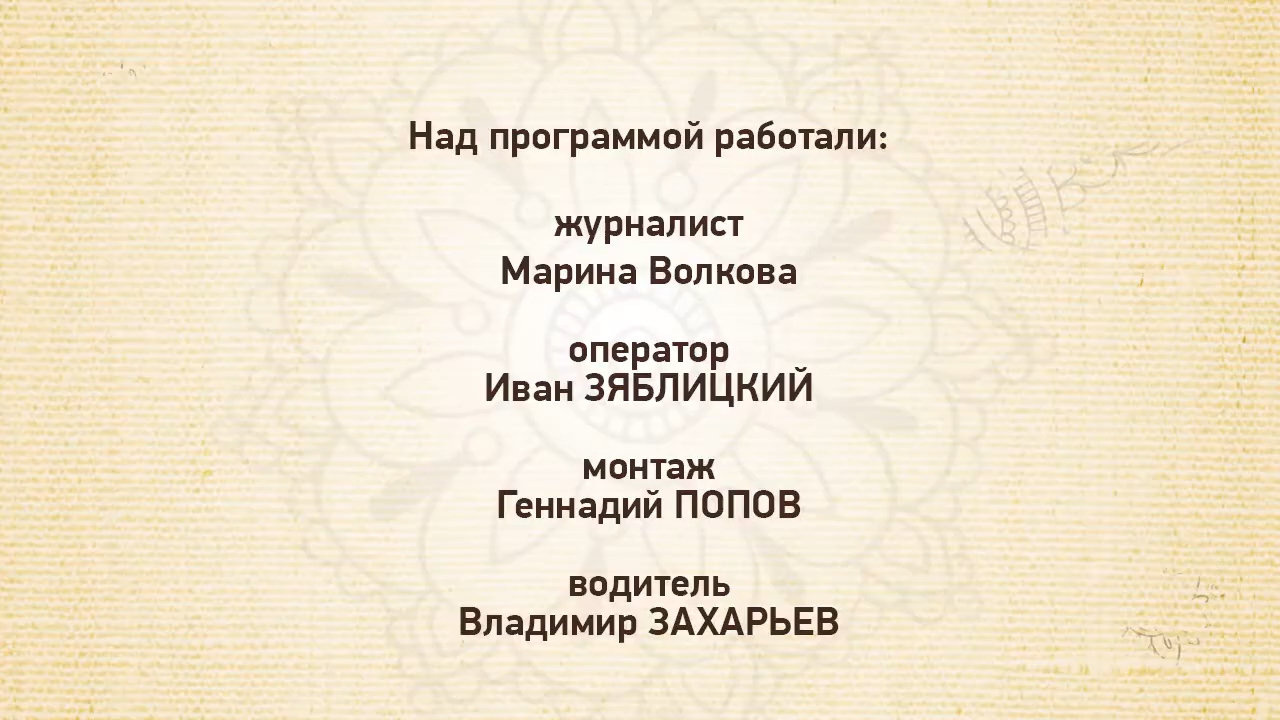 Над программой работали:
журналист
Марина Волкова
оператор
Иван ЗЯБЛИЦКИЙ
монтаж
Геннадий ПОПОВ
водитель
Владимир ЗАХАРЬЕВ